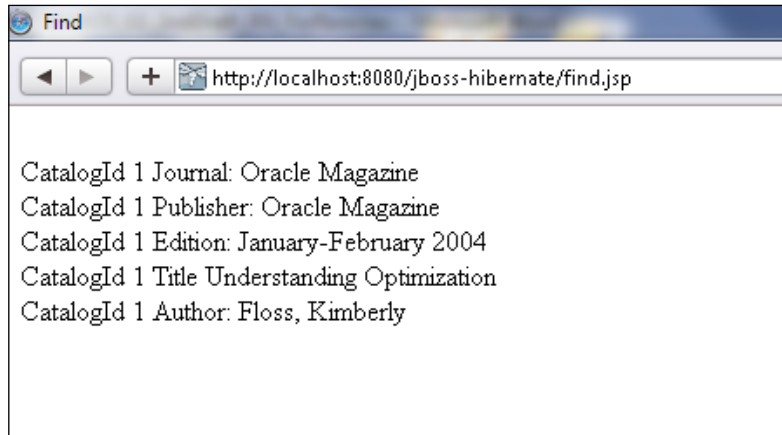 Find
http://localhost:8080/jboss-hibernate/find.jsp
CatalogId 1 Journal: Oracle Magazine
CatalogId 1 Publisher: Oracle Magazine
CatalogId 1 Edition: January-February 2004
CatalogId 1 Title Understanding Optimization
CatalogId 1 Author: Floss, Kimberly